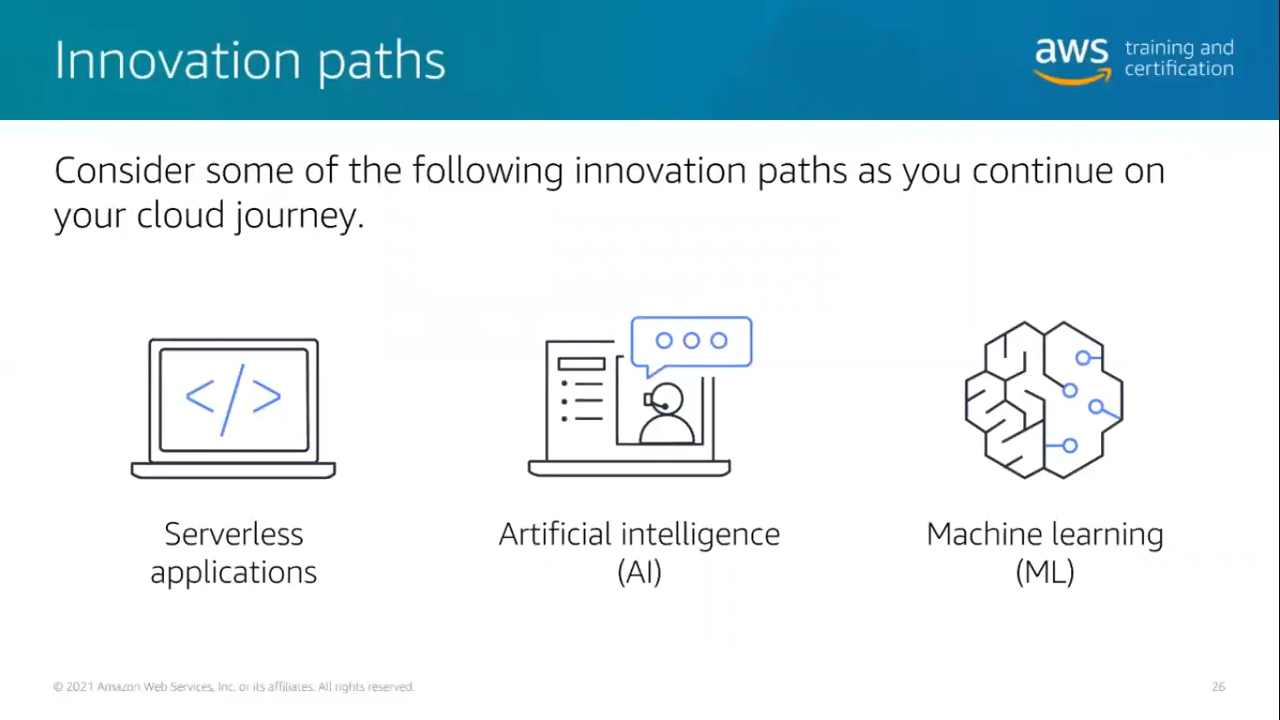 Innovation paths
aws training and
certification
Consider some of the following innovation paths as you continue on
your cloud journey.
</>
Serverless
applications
Artificial intelligence
(AI)
Machine learning
(ML)
© 2021 Amazon Web Services, Inc. or its affiliates. All rights reserved.
26